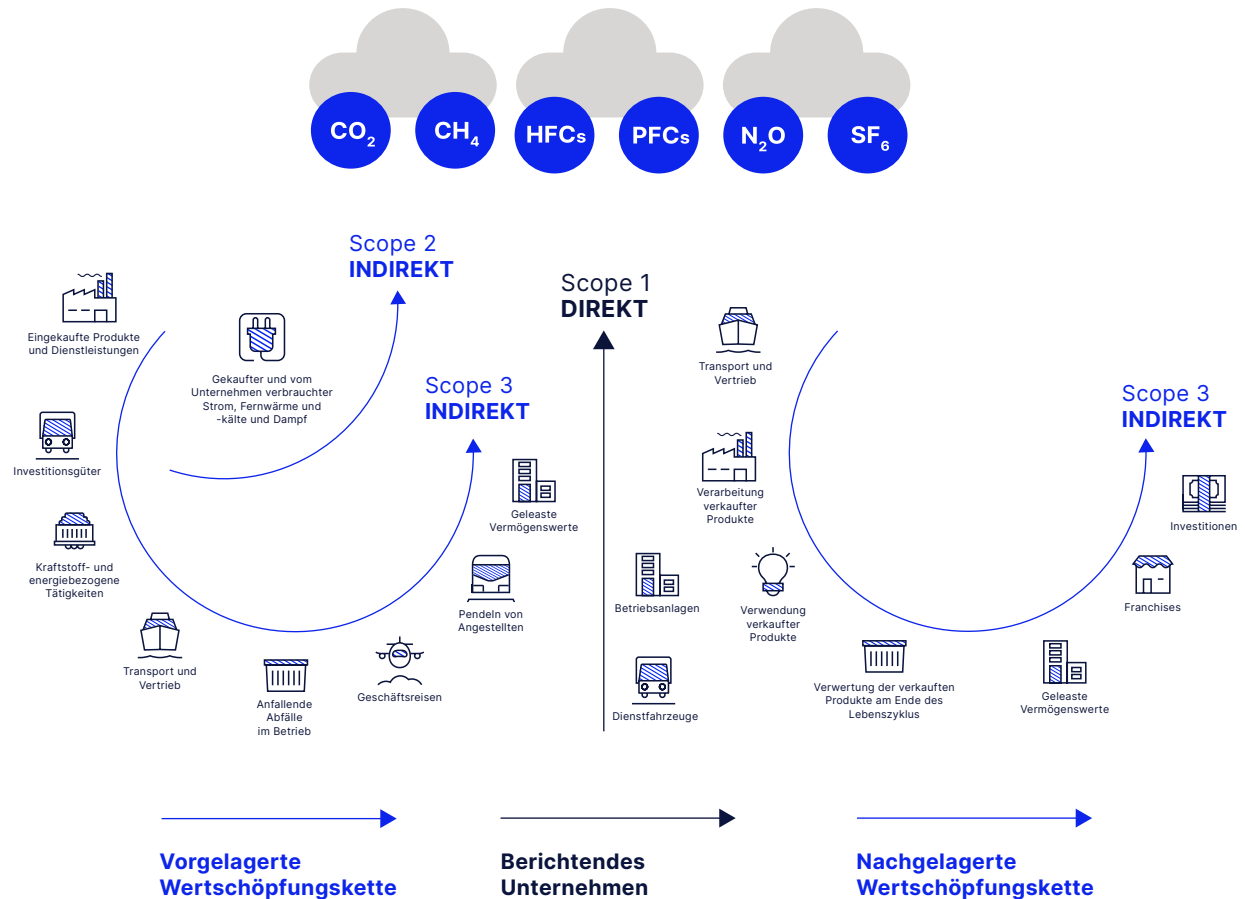 CO₂
CH₄
HFCs
PFCs
N₂O
SF₆
Scope 2
INDIREKT
Eingekaufte Produkte
und Dienstleistungen
Gekaufter und vom
Unternehmen verbrauchter
Strom, Fernwärme und
-kälte und Dampf
Scope 3
INDIREKT
Investitionsgüter
Kraftstoff- und
energiebezogene
Tätigkeiten
Transport und
Vertrieb
Anfallende
Abfälle
im Betrieb
Geschäftsreisen
Pendeln von
Angestellten
Geleaste
Vermögenswerte
Scope 1
DIREKT
Betriebsanlagen
Dienstfahrzeuge
Transport und
Vertrieb
Verarbeitung
verkaufter
Produkte
Verwendung
verkaufter
Produkte
Verwertung der verkauften
Produkte am Ende des
Lebenszyklus
Geleaste
Vermögenswerte
Franchises
Investitionen
Scope 3
INDIREKT
Vorgelagerte
Wertschöpfungskette
Berichtendes
Unternehmen
Nachgelagerte
Wertschöpfungskette